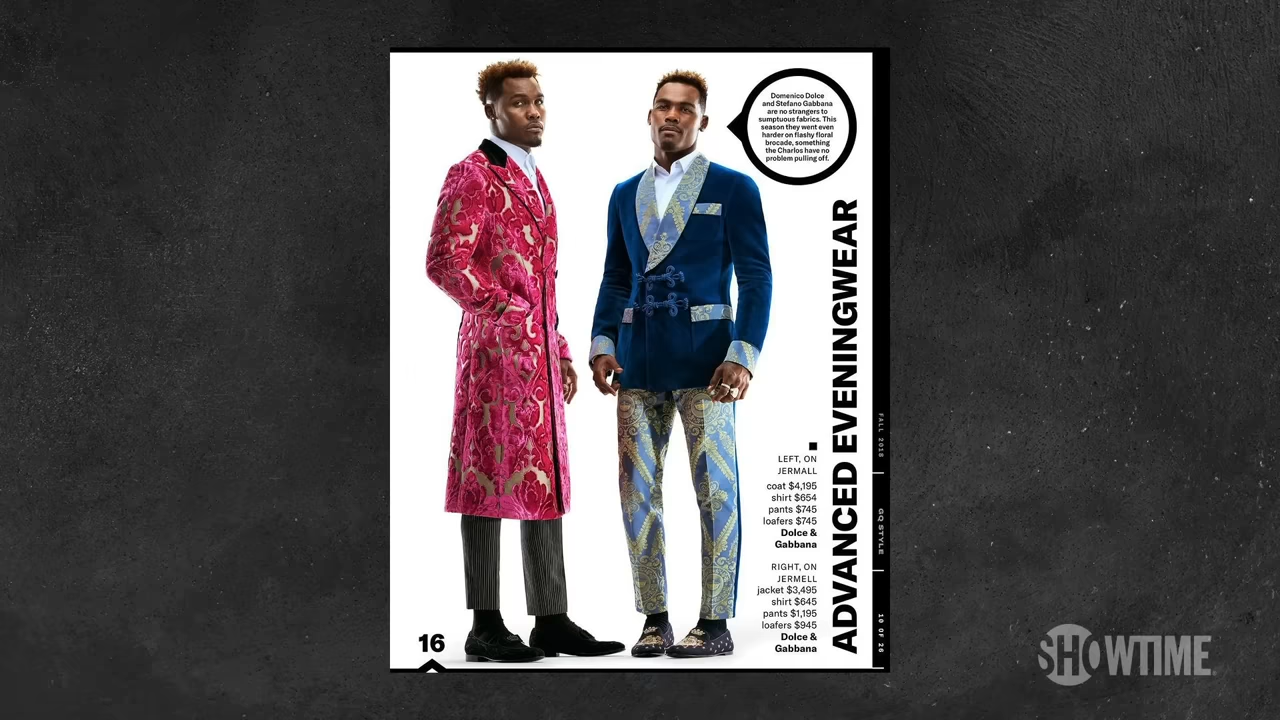 Domenico Dolce
and Stefano Gabbana
are no strangers to
sumptuous fabrics. This
season they went even
harder on flashy floral
brocade, something
the Charlos have no
problem pulling off.
ADVANCED EVENINGWEAR
LEFT, ON
JERMALL
coat $4,195
shirt $654
pants $745
loafers $745
Dolce &
Gabbana
RIGHT, ON
JERMELL
jacket $3,495
shirt $645
pants $1,195
loafers $945
Dolce &
Gabbana
16
FALL 2018
GQ STYLE
10 OF 26
SHOWTIME